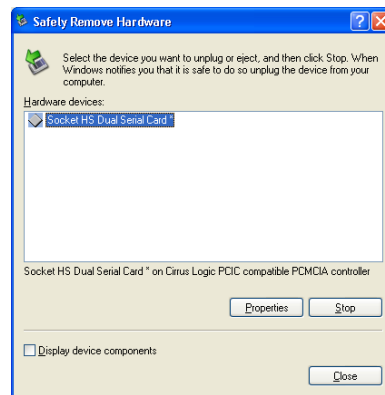 Safely Remove Hardware
Select the device you want to unplug or eject, and then click Stop. When
Windows notifies you that it is safe to do so unplug the device from your
computer.
Hardware devices:
Socket HS Dual Serial Card *
Socket HS Dual Serial Card * on Cirrus Logic PCIC compatible PCMCIA controller
Properties Stop
Display device components
Close